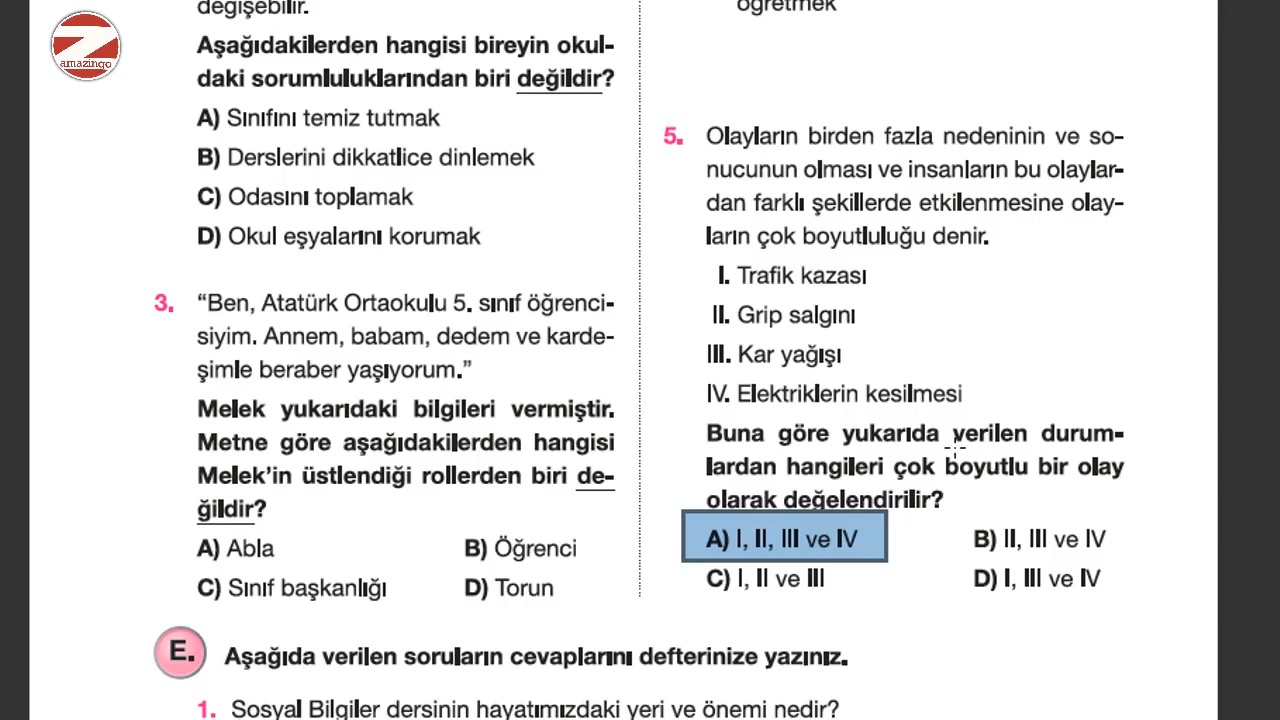 amazingo
değişebilir.
Aşağıdakilerden hangisi bireyin okul-
daki sorumluluklarından biri değildir?
A) Sınıfını temiz tutmak
B) Derslerini dikkatlice dinlemek
C) Odasını toplamak
D) Okul eşyalarını korumak
3. “Ben, Atatürk Ortaokulu 5. sınıf öğrenci-
siyim. Annem, babam, dedem ve karde-
şimle beraber yaşıyorum.”
Melek yukarıdaki bilgileri vermiştir.
Metne göre aşağıdakilerden hangisi
Melek’in üstlendiği rollerden biri de-
ğildir?
A) Abla B) Öğrenci
C) Sınıf başkanlığı D) Torun
öğretmek
5. Olayların birden fazla nedeninin ve so-
nucunun olması ve insanların bu olaylar-
dan farklı şekillerde etkilenmesine olay-
ların çok boyutluluğu denir.
I. Trafik kazası
II. Grip salgını
III. Kar yağışı
IV. Elektriklerin kesilmesi
Buna göre yukarıda verilen durum-
lardan hangileri çok boyutlu bir olay
olarak değelendirilir?
A) I, II, III ve IV B) II, III ve IV
C) I, II ve III D) I, III ve IV
E. Aşağıda verilen soruların cevaplarını defterinize yazınız.
1. Sosyal Bilgiler dersinin hayatımızdaki yeri ve önemi nedir?